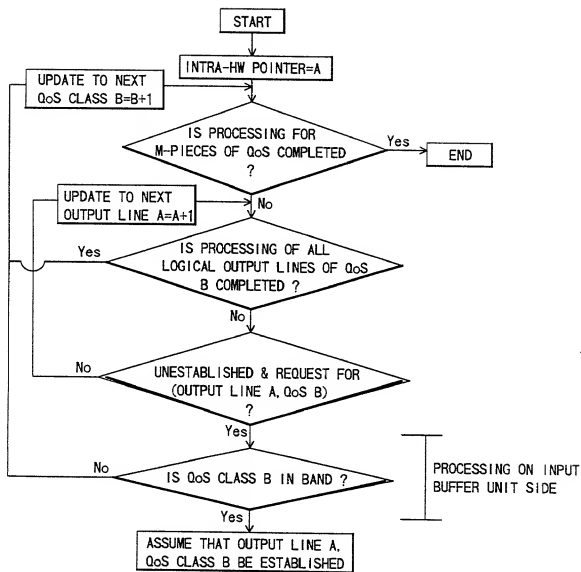 START
INTRA-HW POINTER=A
UPDATE TO NEXT
QoS CLASS B=B+1
IS PROCESSING FOR
M-PIECES OF QoS COMPLETED
?
Yes
END
No
UPDATE TO NEXT
OUTPUT LINE A=A+1
Yes
IS PROCESSING OF ALL
LOGICAL OUTPUT LINES OF QoS
B COMPLETED ?
No
No
UNESTABLISHED & REQUEST FOR
(OUTPUT LINE A, QoS B)
?
Yes
No
IS QoS CLASS B IN BAND ?
PROCESSING ON INPUT
BUFFER UNIT SIDE
Yes
ASSUME THAT OUTPUT LINE A,
QoS CLASS B BE ESTABLISHED